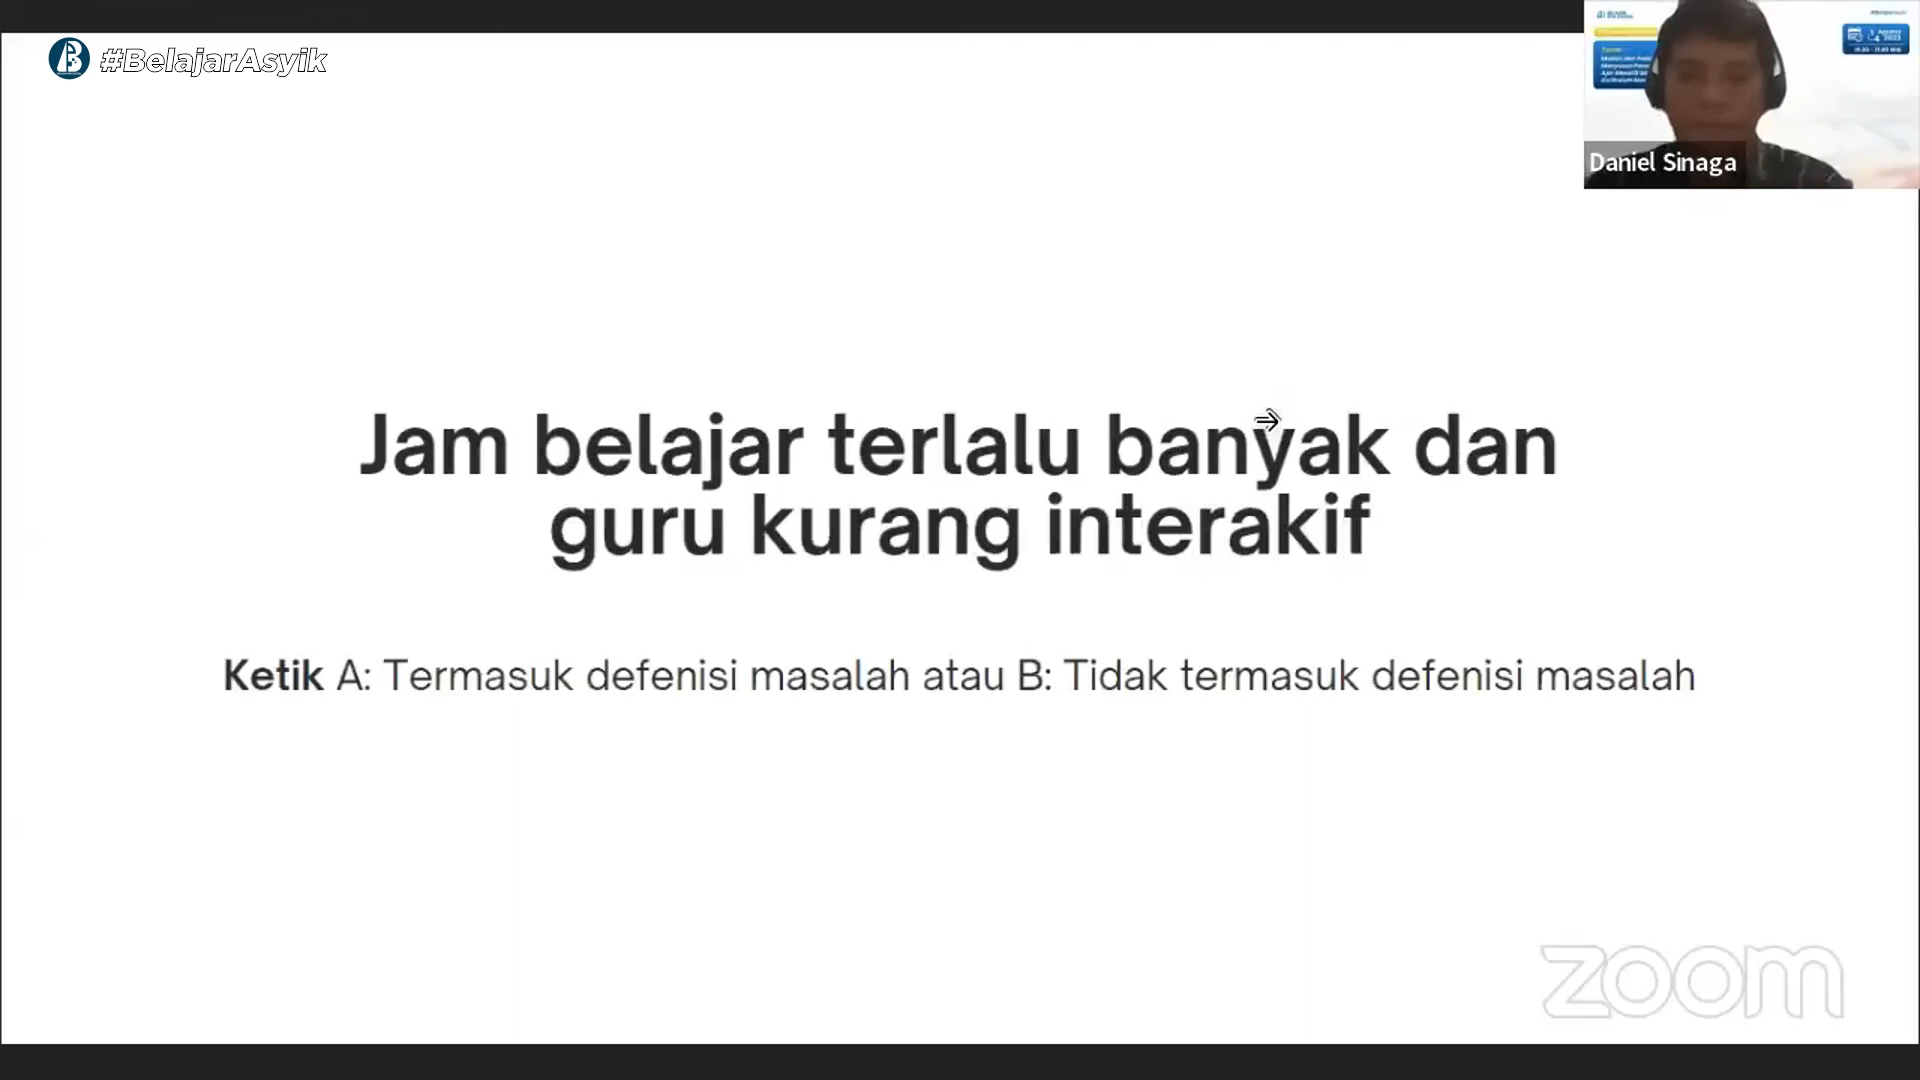 #BelajarAsyik
Daniel Sinaga
Jam belajar terlalu banyak dan
guru kurang interakif
Ketik A: Termasuk defenisi masalah atau B: Tidak termasuk defenisi masalah
zoom